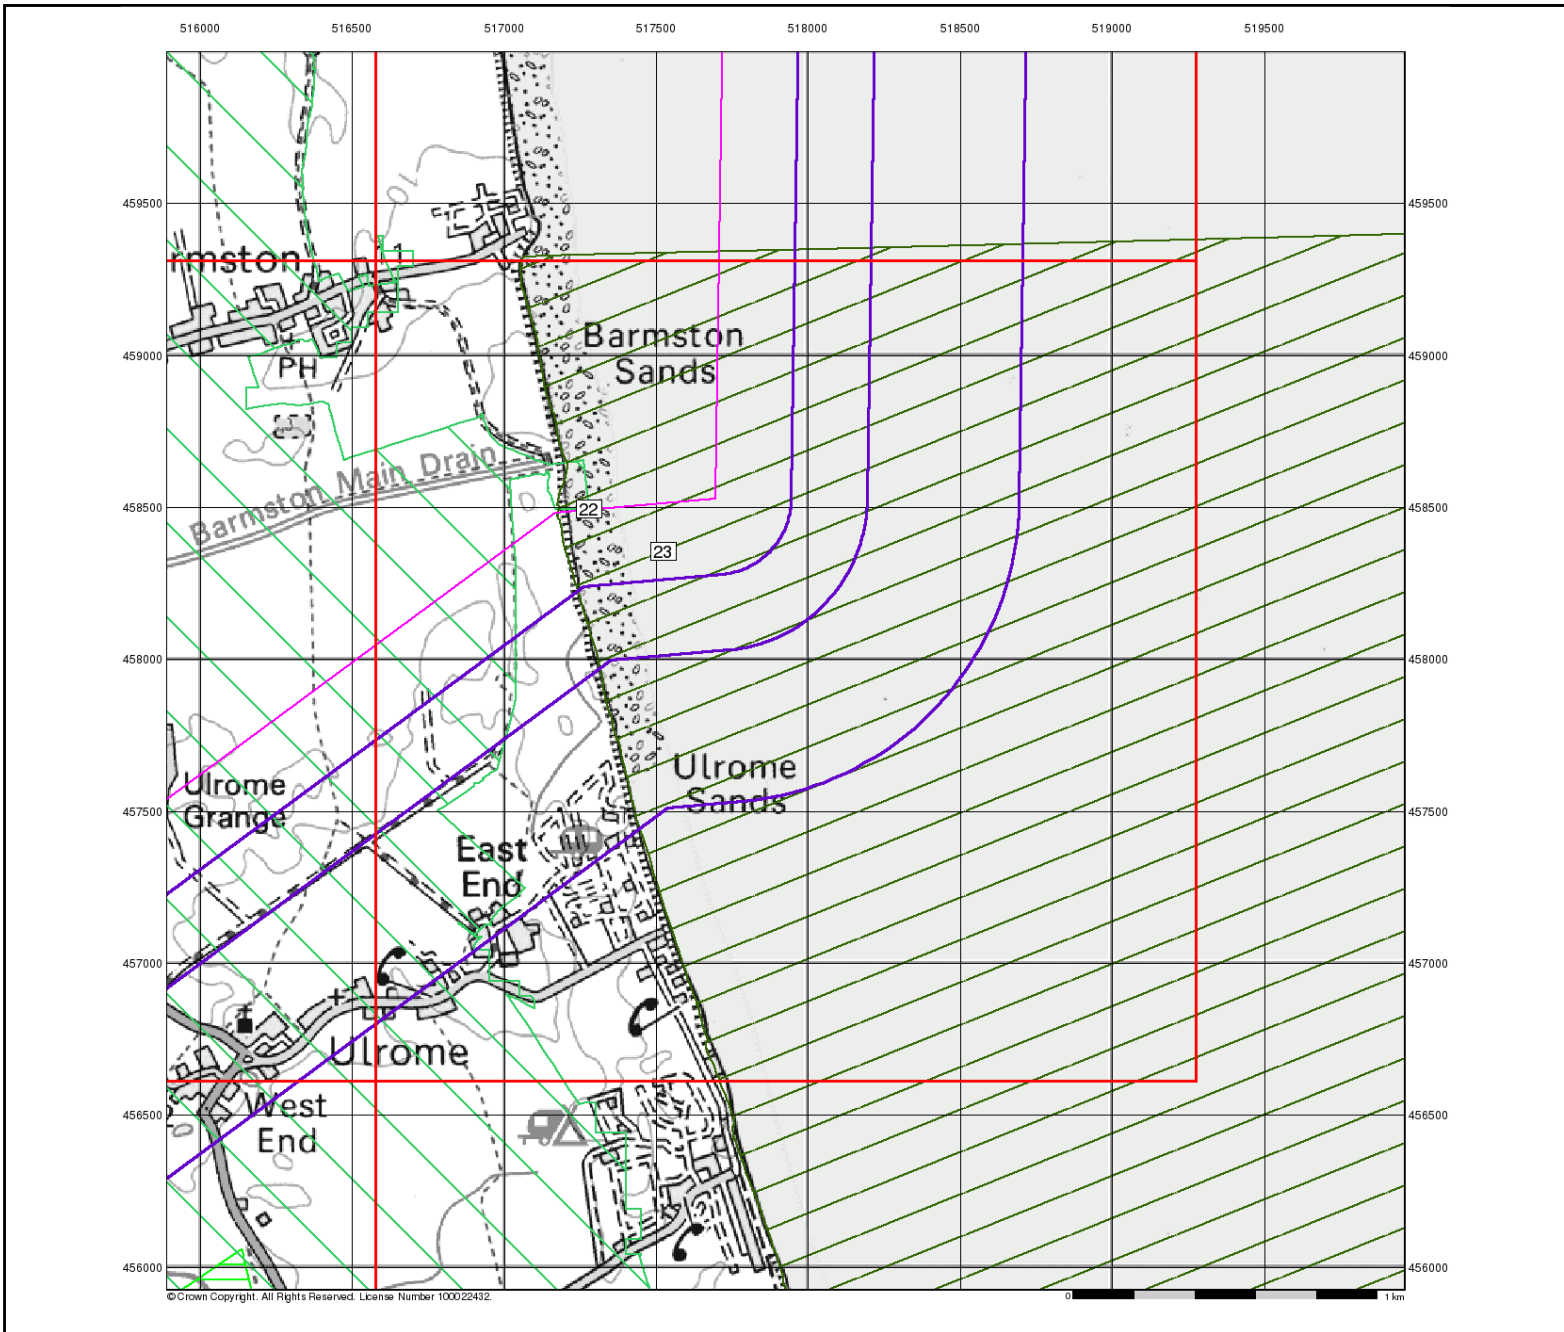 516000 516500 517000 517500 518000 518500 519000 519500
459500 459500
10
rmston
Barmston
Sands
459000 459000
PH
Barmston Main Drain
458500 458500
22
23
458000 458000
Ulrome
Grange
Ulrome
Sands
457500 457500
East
End
457000 457000
Ulrome
West
End
456500 456500
456000 456000
©Crown Copyright. All Rights Reserved. License Number 100022432.
0 1 km